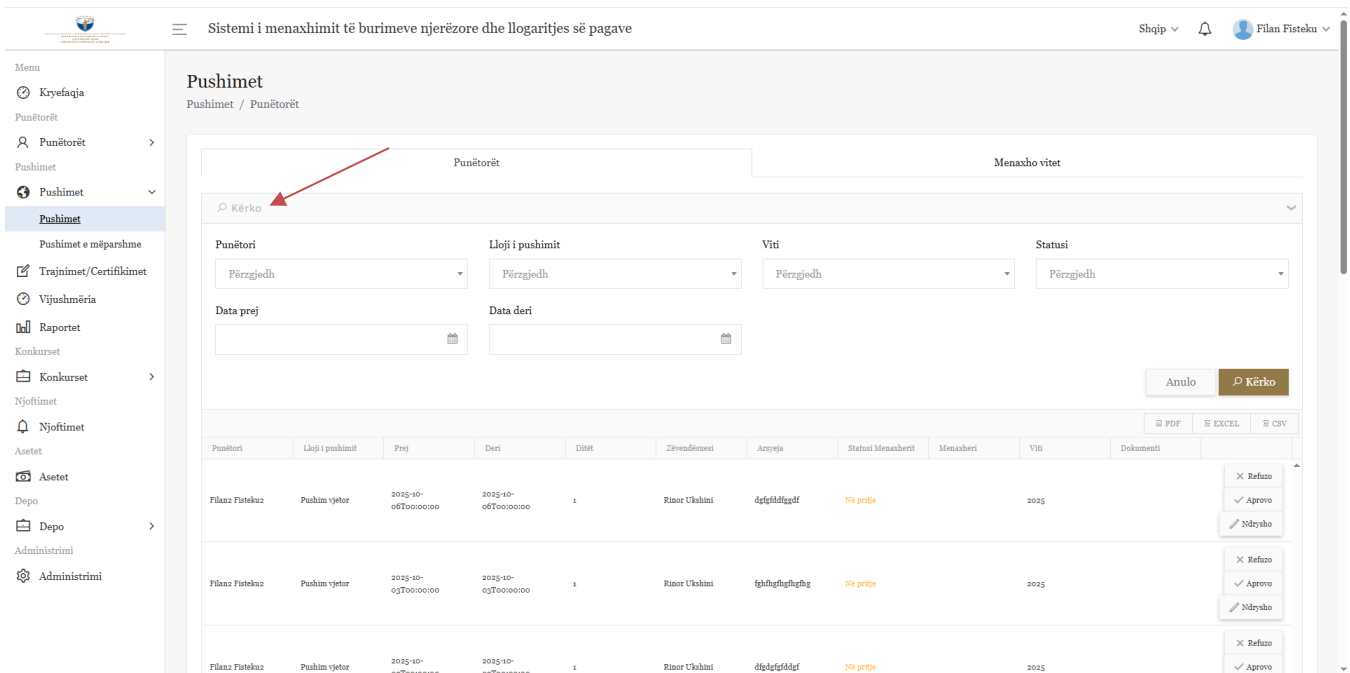 Sistemi i menaxhimit të burimeve njerëzore dhe llogaritjes së pagave
Shqip
Filan Fisteku
Menu
Kryefaqja
Punëtorët
Punëtorët
Pushimet
Pushimet
Pushimet
Pushimet e mëparshme
Trajnimet/Certifikimet
Vijushmëria
Raportet
Konkurset
Konkurset
Njoftimet
Njoftimet
Asetet
Asetet
Depo
Depo
Administrimi
Administrimi
Pushimet
Pushimet / Punëtorët
Punëtorët Menaxho vitet
Kërko
Punëtori Lloji i pushimit Viti Statusi
Përzgjedh Përzgjedh Përzgjedh Përzgjedh
Data prej Data deri
Anulo Kërko
PDF EXCEL CSV
Punëtori Lloji i pushimit Prej Deri Ditët Zëvendësuesi Arsyeja Statusi Menaxherit Menaxheri Viti Dokumenti
Refuzo
Filan2 Fisteku2 Pushim vjetor 2025-10-06T00:00:00 2025-10-06T00:00:00 1 Rinor Ukshini dgfgfddfggdf Në pritje 2025 Aprovo
Ndrysho
Refuzo
Filan2 Fisteku2 Pushim vjetor 2025-10-03T00:00:00 2025-10-03T00:00:00 1 Rinor Ukshini fghfhgfhgfhgfhg Në pritje 2025 Aprovo
Ndrysho
Refuzo
Filan2 Fisteku2 Pushim vjetor 2025-10- 2025-10- 1 Rinor Ukshini dfgdgfgfddgf Në pritje 2025 Aprovo